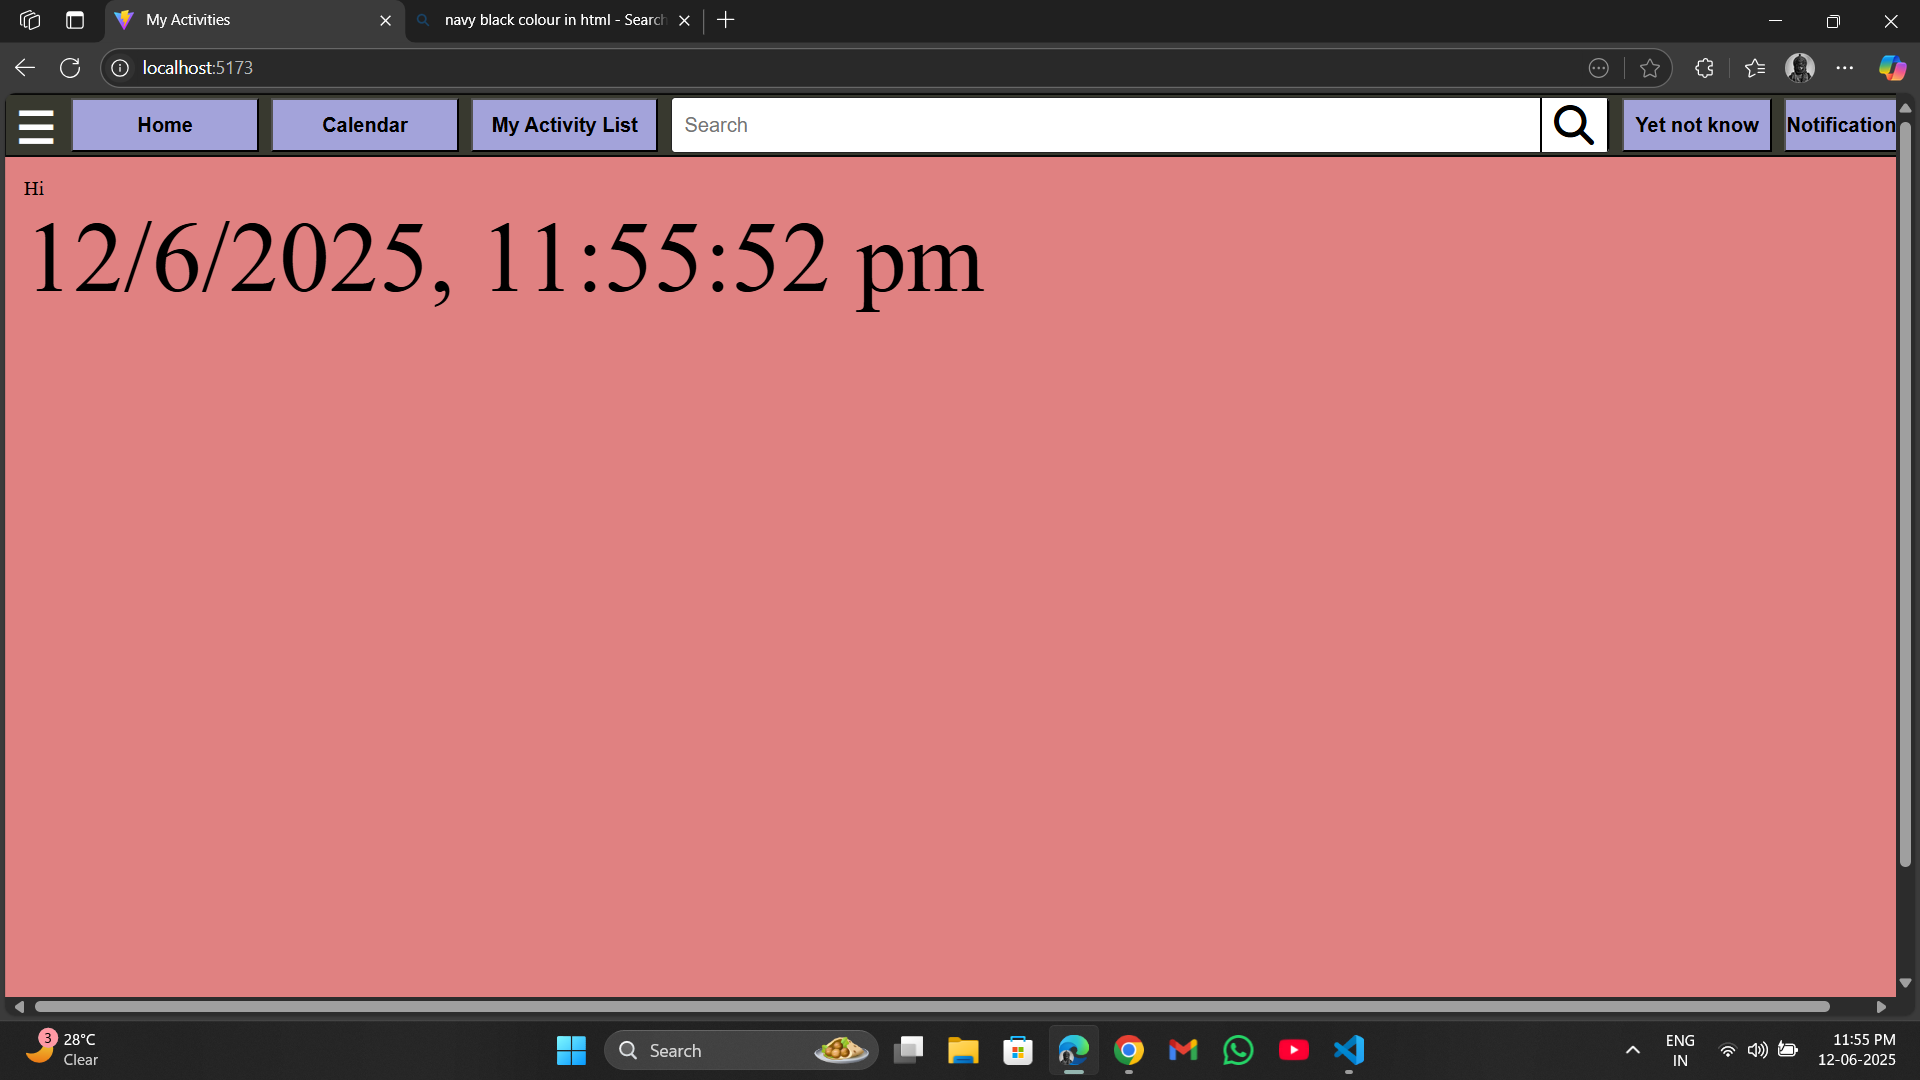 My Activities
navy black colour in html - Search
localhost:5173
Home
Calendar
My Activity List
Search
Yet not know
Notification
Hi
12/6/2025, 11:55:52 pm
3
28°C
Clear
Search
ENG
IN
11:55 PM
12-06-2025